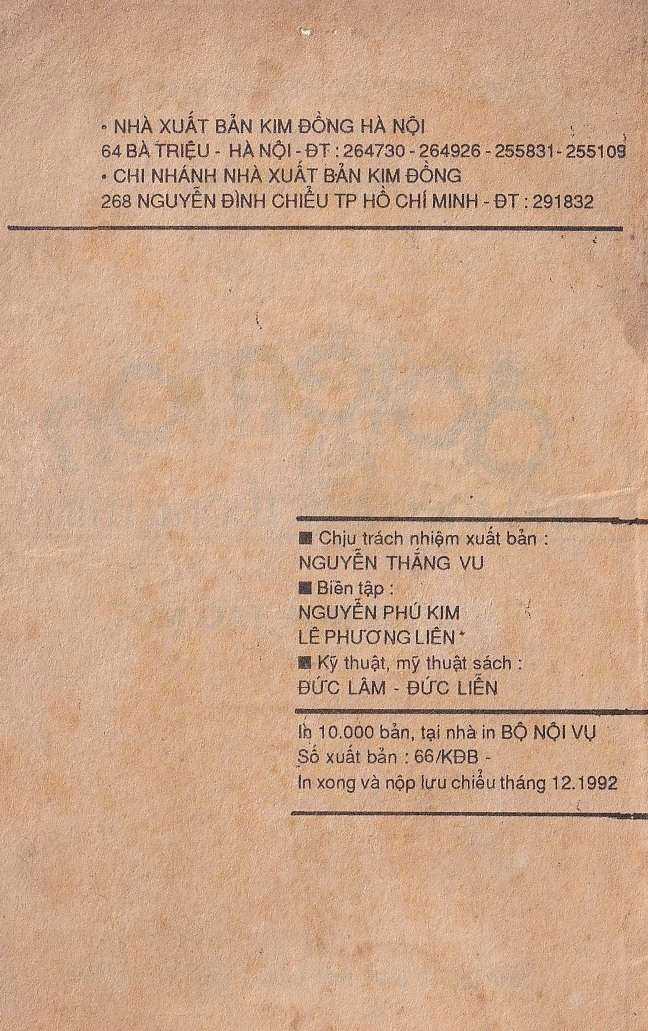 • NHÀ XUẤT BẢN KIM ĐỒNG HÀ NỘI
64 BÀ TRIỆU - HÀ NỘI - ĐT : 264730 - 264926 - 255831- 255109
• CHI NHÁNH NHÀ XUẤT BẢN KIM ĐỒNG
268 NGUYỄN ĐÌNH CHIỂU TP HỒ CHÍ MINH - ĐT : 291832
■ Chịu trách nhiệm xuất bản :
NGUYỄN THẮNG VU
■ Biên tập :
NGUYỄN PHÚ KIM
LÊ PHƯƠNG LIÊN
■ Kỹ thuật, mỹ thuật sách :
ĐỨC LÂM - ĐỨC LIỄN
In 10.000 bản, tại nhà in BỘ NỘI VỤ
Số xuất bản : 66/KĐB -
In xong và nộp lưu chiểu tháng 12.1992